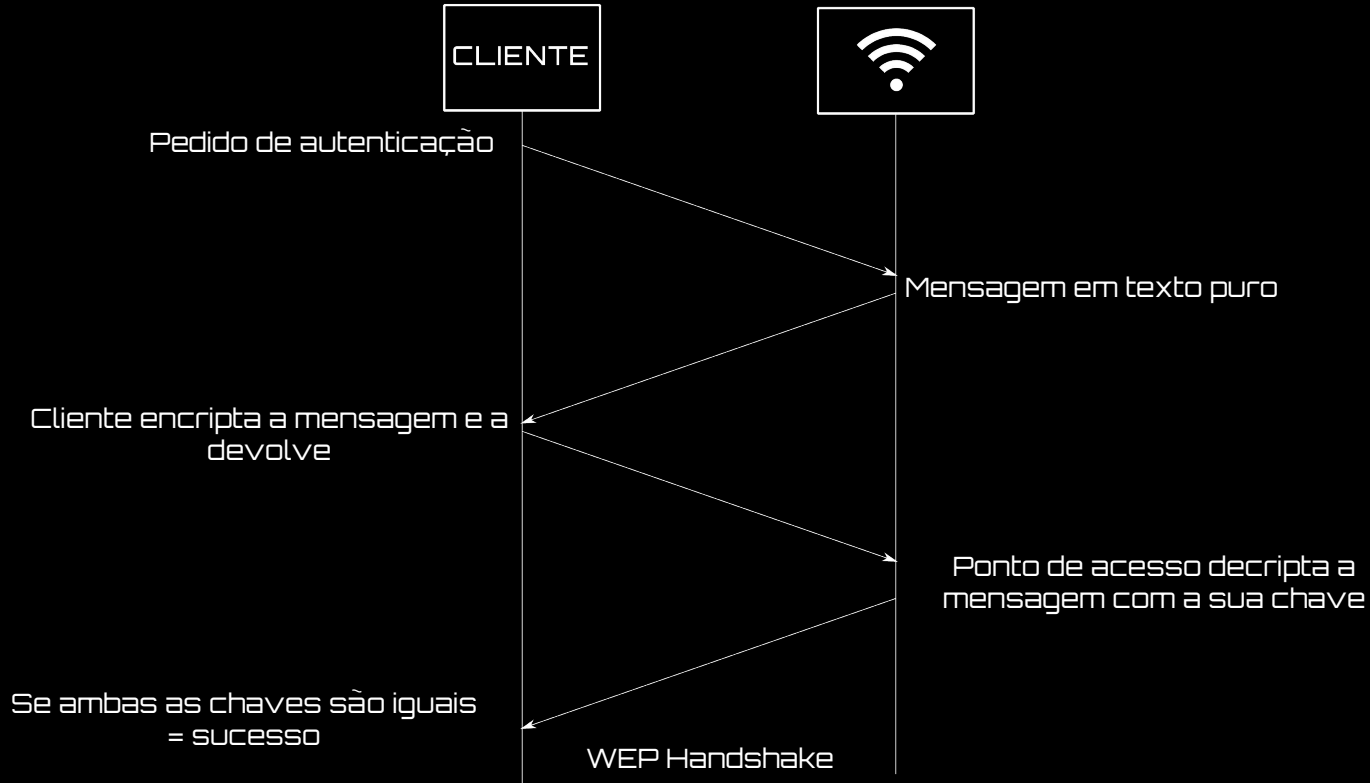 CLIENTE
Pedido de autenticação
Mensagem em texto puro
Cliente encripta a mensagem e a
devolve
Ponto de acesso decripta a
mensagem com a sua chave
Se ambas as chaves são iguais
= sucesso
WEP Handshake